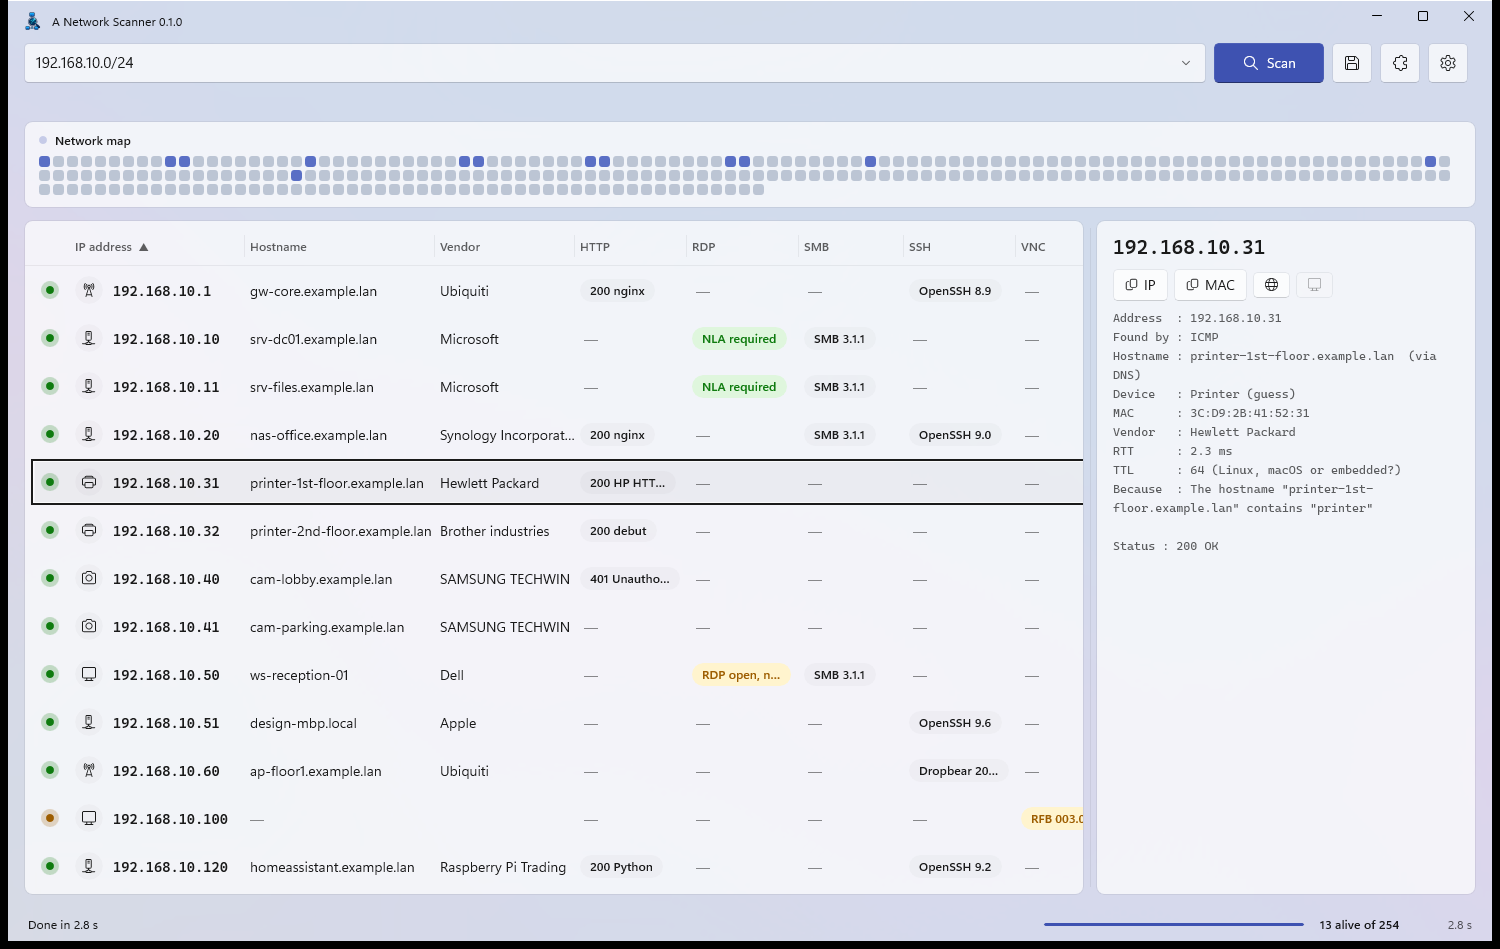 A Network Scanner 0.1.0
192.168.10.0/24
Scan
Network map
IP address ▲ Hostname Vendor HTTP RDP SMB SSH VNC
192.168.10.1 gw-core.example.lan Ubiquiti 200 nginx — — OpenSSH 8.9 —
192.168.10.10 srv-dc01.example.lan Microsoft — NLA required SMB 3.1.1 — —
192.168.10.11 srv-files.example.lan Microsoft — NLA required SMB 3.1.1 — —
192.168.10.20 nas-office.example.lan Synology Incorporat... 200 nginx — SMB 3.1.1 OpenSSH 9.0 —
192.168.10.31 printer-1st-floor.example.lan Hewlett Packard 200 HP HTT... — — — —
192.168.10.32 printer-2nd-floor.example.lan Brother industries 200 debut — — — —
192.168.10.40 cam-lobby.example.lan SAMSUNG TECHWIN 401 Unautho... — — — —
192.168.10.41 cam-parking.example.lan SAMSUNG TECHWIN — — — — —
192.168.10.50 ws-reception-01 Dell — RDP open, n... SMB 3.1.1 — —
192.168.10.51 design-mbp.local Apple — — — OpenSSH 9.6 —
192.168.10.60 ap-floor1.example.lan Ubiquiti — — — Dropbear 20... —
192.168.10.100 — — — — — RFB 003.0
192.168.10.120 homeassistant.example.lan Raspberry Pi Trading 200 Python — — OpenSSH 9.2 —
192.168.10.31
IP MAC
Address : 192.168.10.31
Found by : ICMP
Hostname : printer-1st-floor.example.lan (via
DNS)
Device : Printer (guess)
MAC : 3C:D9:2B:41:52:31
Vendor : Hewlett Packard
RTT : 2.3 ms
TTL : 64 (Linux, macOS or embedded?)
Because : The hostname "printer-1st-
floor.example.lan" contains "printer"
Status : 200 OK
Done in 2.8 s
13 alive of 254
2.8 s